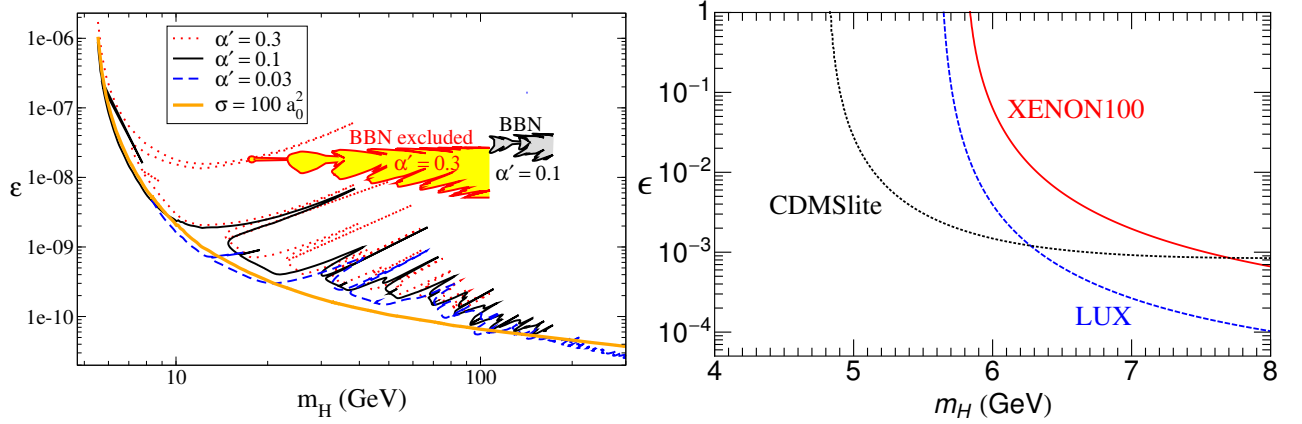 1e-06
1e-07
1e-08
1e-09
1e-10
ε
α′ = 0.3
α′ = 0.1
α′ = 0.03
σ = 100 a₀²
BBN excluded
α′ = 0.3
BBN
α′ = 0.1
10
100
m_H (GeV)
1
10⁻¹
10⁻²
10⁻³
10⁻⁴
ϵ
XENON100
CDMSlite
LUX
4
5
6
7
8
m_H (GeV)